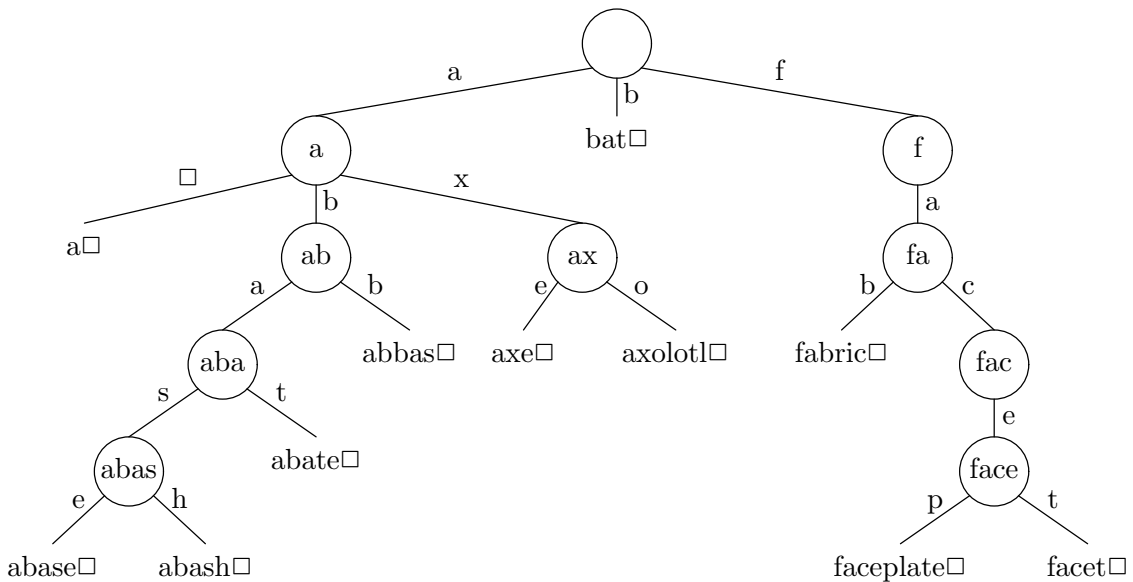 a f
b
bat□
a f
□ x
b a
a□
ab ax fa
a b e o b c
abbas□ axe□ axolotl□ fabric□
aba fac
s t e
abate□
abas face
e h p t
abase□ abash□ faceplate□ facet□